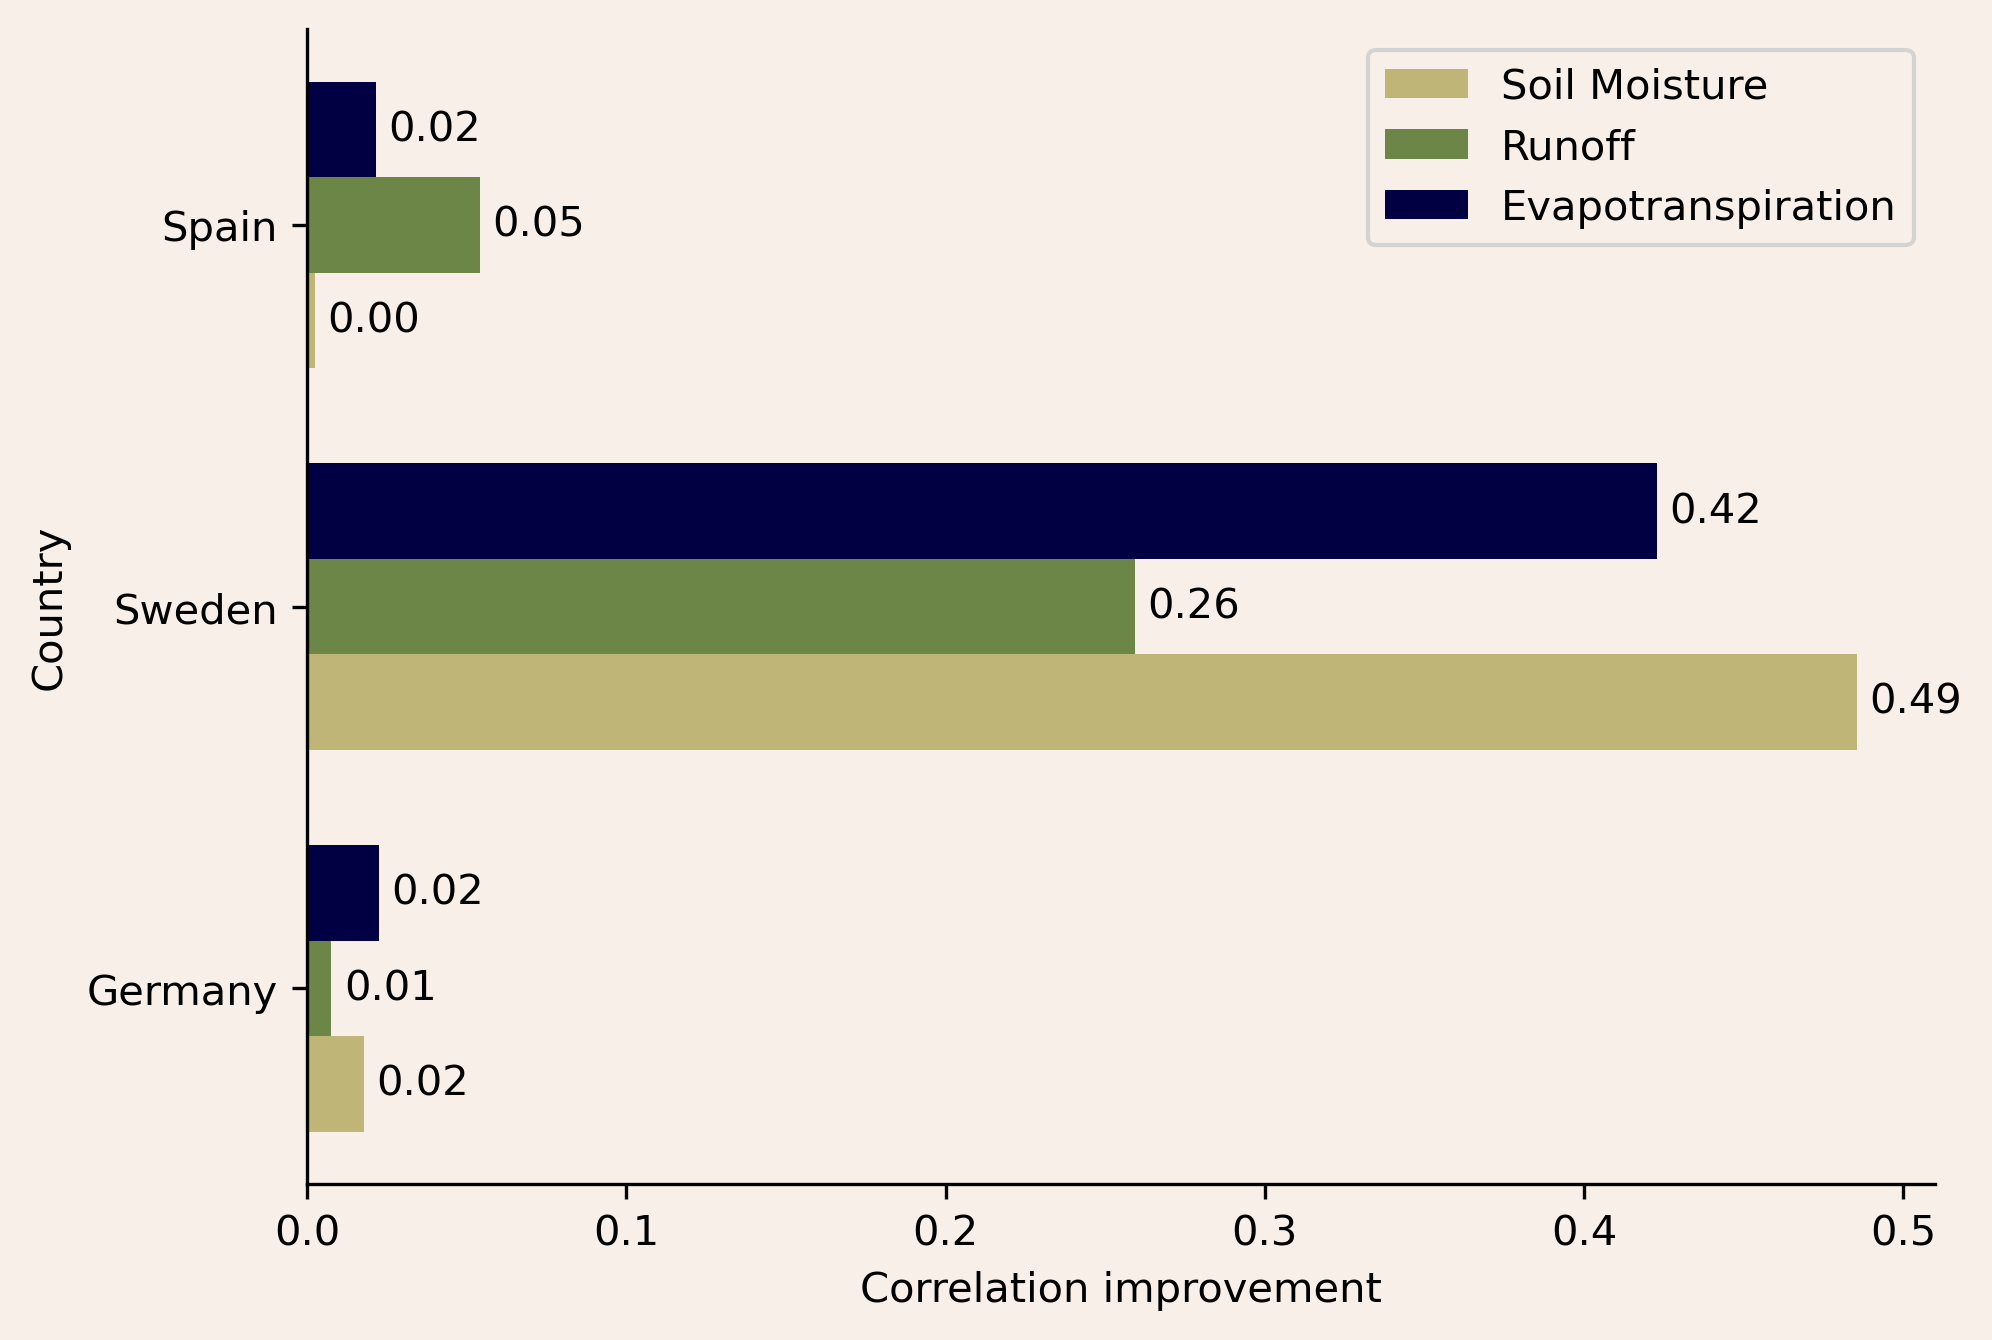 Soil Moisture
Runoff
Evapotranspiration
0.02
Spain
0.05
0.00
0.42
Country
Sweden
0.26
0.49
0.02
Germany
0.01
0.02
0.0 0.1 0.2 0.3 0.4 0.5
Correlation improvement